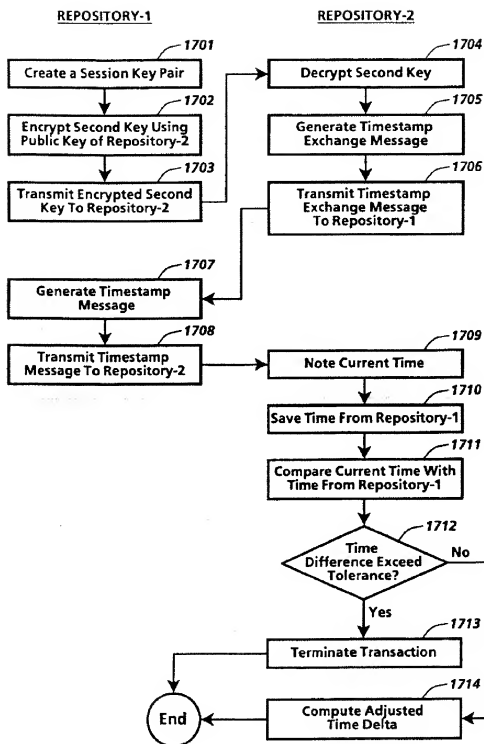 REPOSITORY-1
1701
Create a Session Key Pair
1702
Encrypt Second Key Using
Public Key of Repository-2
1703
Transmit Encrypted Second
Key To Repository-2
REPOSITORY-2
1704
Decrypt Second Key
1705
Generate Timestamp
Exchange Message
1706
Transmit Timestamp
Exchange Message
To Repository-1
1707
Generate Timestamp
Message
1708
Transmit Timestamp
Message To Repository-2
1709
Note Current Time
1710
Save Time From Repository-1
1711
Compare Current Time With
Time From Repository-1
1712
Time
Difference Exceed
Tolerance?
No
Yes
1713
Terminate Transaction
1714
Compute Adjusted
Time Delta
End